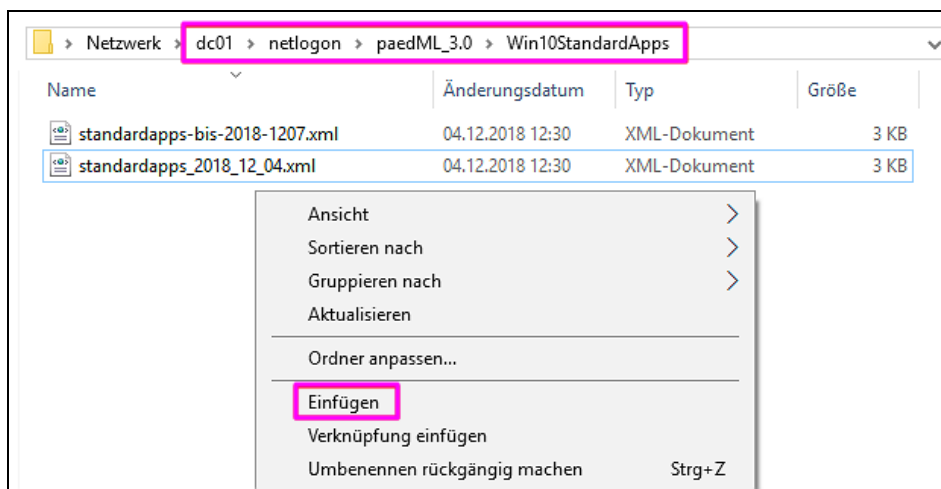 Netzwerk > dc01 > netlogon > paedML_3.0 > Win10StandardApps
Name Änderungsdatum Typ Größe
standardapps-bis-2018-1207.xml 04.12.2018 12:30 XML-Dokument 3 KB
standardapps_2018_12_04.xml 04.12.2018 12:30 XML-Dokument 3 KB
Ansicht
Sortieren nach
Gruppieren nach
Aktualisieren
Ordner anpassen...
Einfügen
Verknüpfung einfügen
Umbenennen rückgängig machen Strg+Z